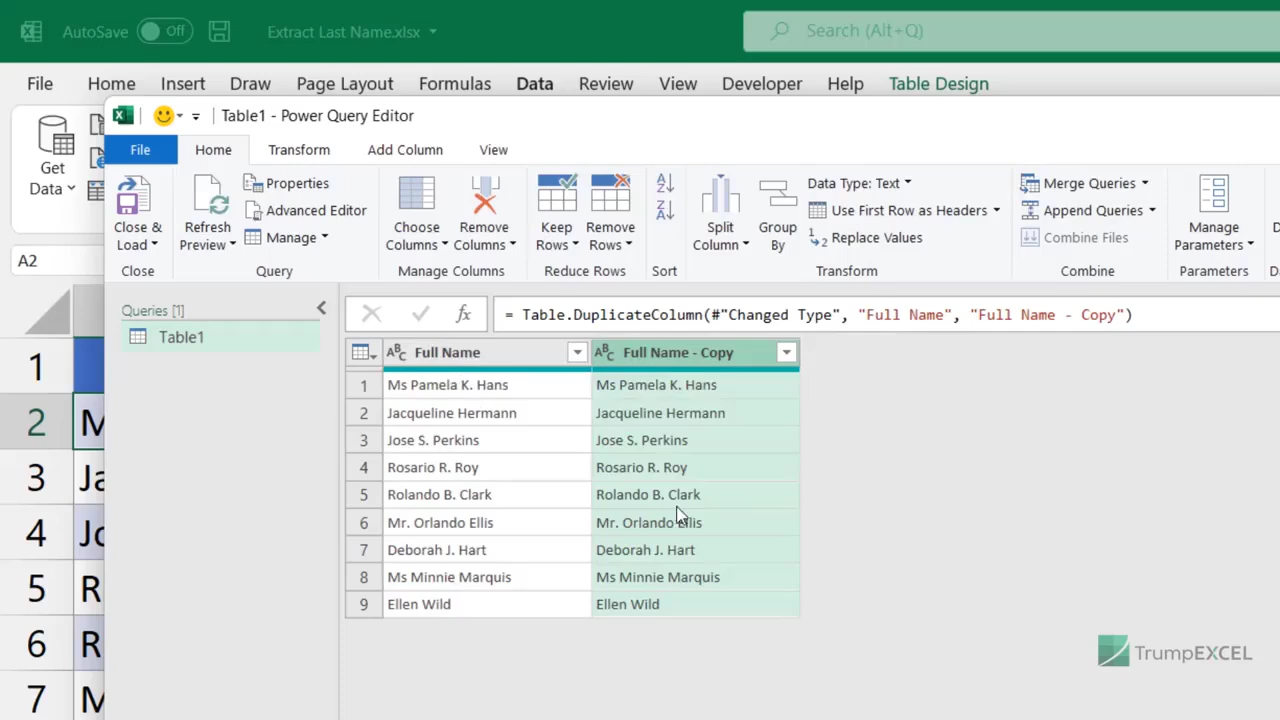 AutoSave Off Extract Last Name.xlsx Search (Alt+Q)
File Home Insert Draw Page Layout Formulas Data Review View Developer Help Table Design
Get
Data
A2
1
2 M
3 Ja
4 Jo
5 R
6 R
7 M
Table1 - Power Query Editor
File Home Transform Add Column View
Close &
Load
Close
Refresh
Preview
Properties
Advanced Editor
Manage
Query
Choose
Columns
Remove
Columns
Manage Columns
Keep
Rows
Remove
Rows
Reduce Rows
A
Z
Z
A
Sort
Split
Column
Group
By
Data Type: Text
Use First Row as Headers
1
2 Replace Values
Transform
Merge Queries
Append Queries
Combine Files
Combine
Manage
Parameters
Parameters
Queries [1]
Table1
fx = Table.DuplicateColumn(#"Changed Type", "Full Name", "Full Name - Copy")
ABC Full Name ABC Full Name - Copy
1 Ms Pamela K. Hans Ms Pamela K. Hans
2 Jacqueline Hermann Jacqueline Hermann
3 Jose S. Perkins Jose S. Perkins
4 Rosario R. Roy Rosario R. Roy
5 Rolando B. Clark Rolando B. Clark
6 Mr. Orlando Ellis Mr. Orlando Ellis
7 Deborah J. Hart Deborah J. Hart
8 Ms Minnie Marquis Ms Minnie Marquis
9 Ellen Wild Ellen Wild
TrumpEXCEL